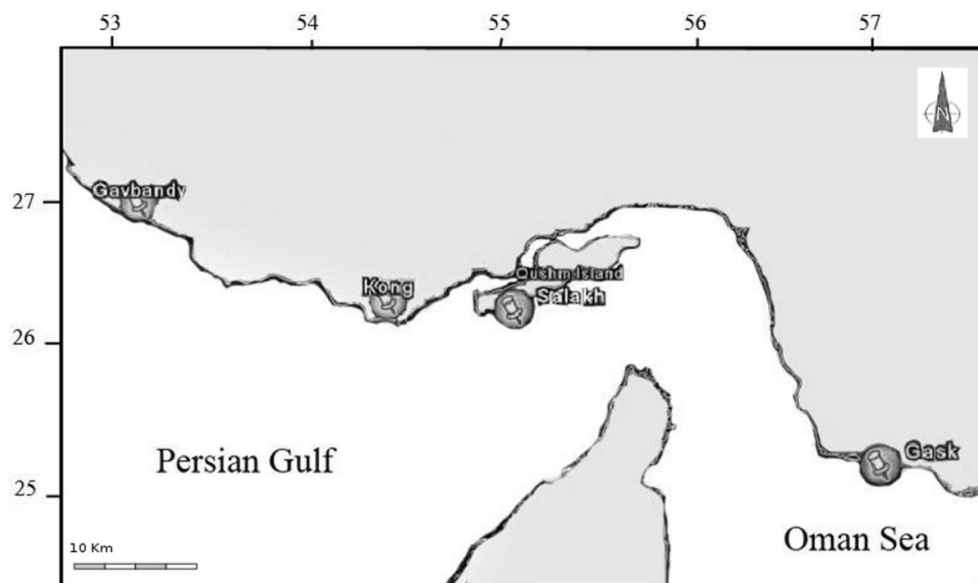 53 54 55 56 57
N
27
Gavbandy
Qushm Island
Kong
Salakh
26
Gask
Persian Gulf
25
Oman Sea
10 Km